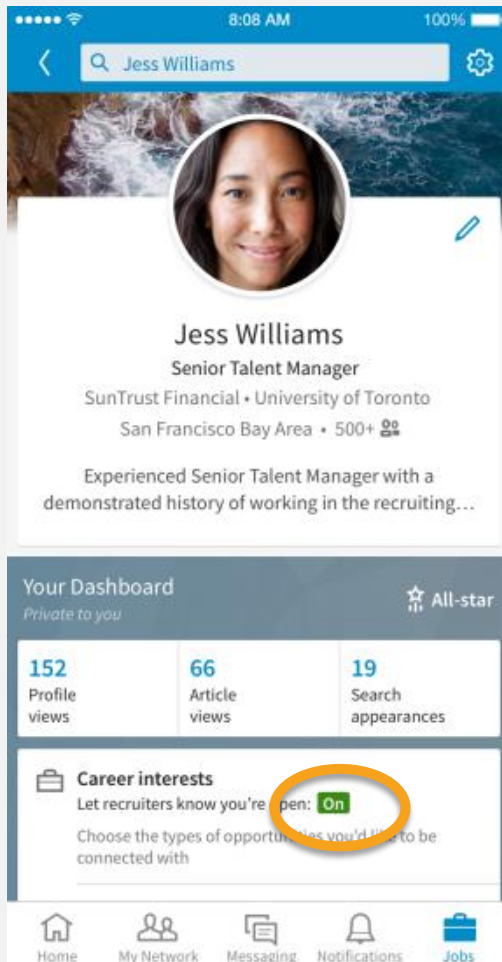 8:08 AM 100%
Jess Williams
Jess Williams
Senior Talent Manager
SunTrust Financial • University of Toronto
San Francisco Bay Area • 500+
Experienced Senior Talent Manager with a
demonstrated history of working in the recruiting...
Your Dashboard
Private to you
All-star
152 66 19
Profile Article Search
views views appearances
Career interests
Let recruiters know you're open: On
Choose the types of opportunities you'd like to be
connected with
Home My Network Messaging Notifications Jobs